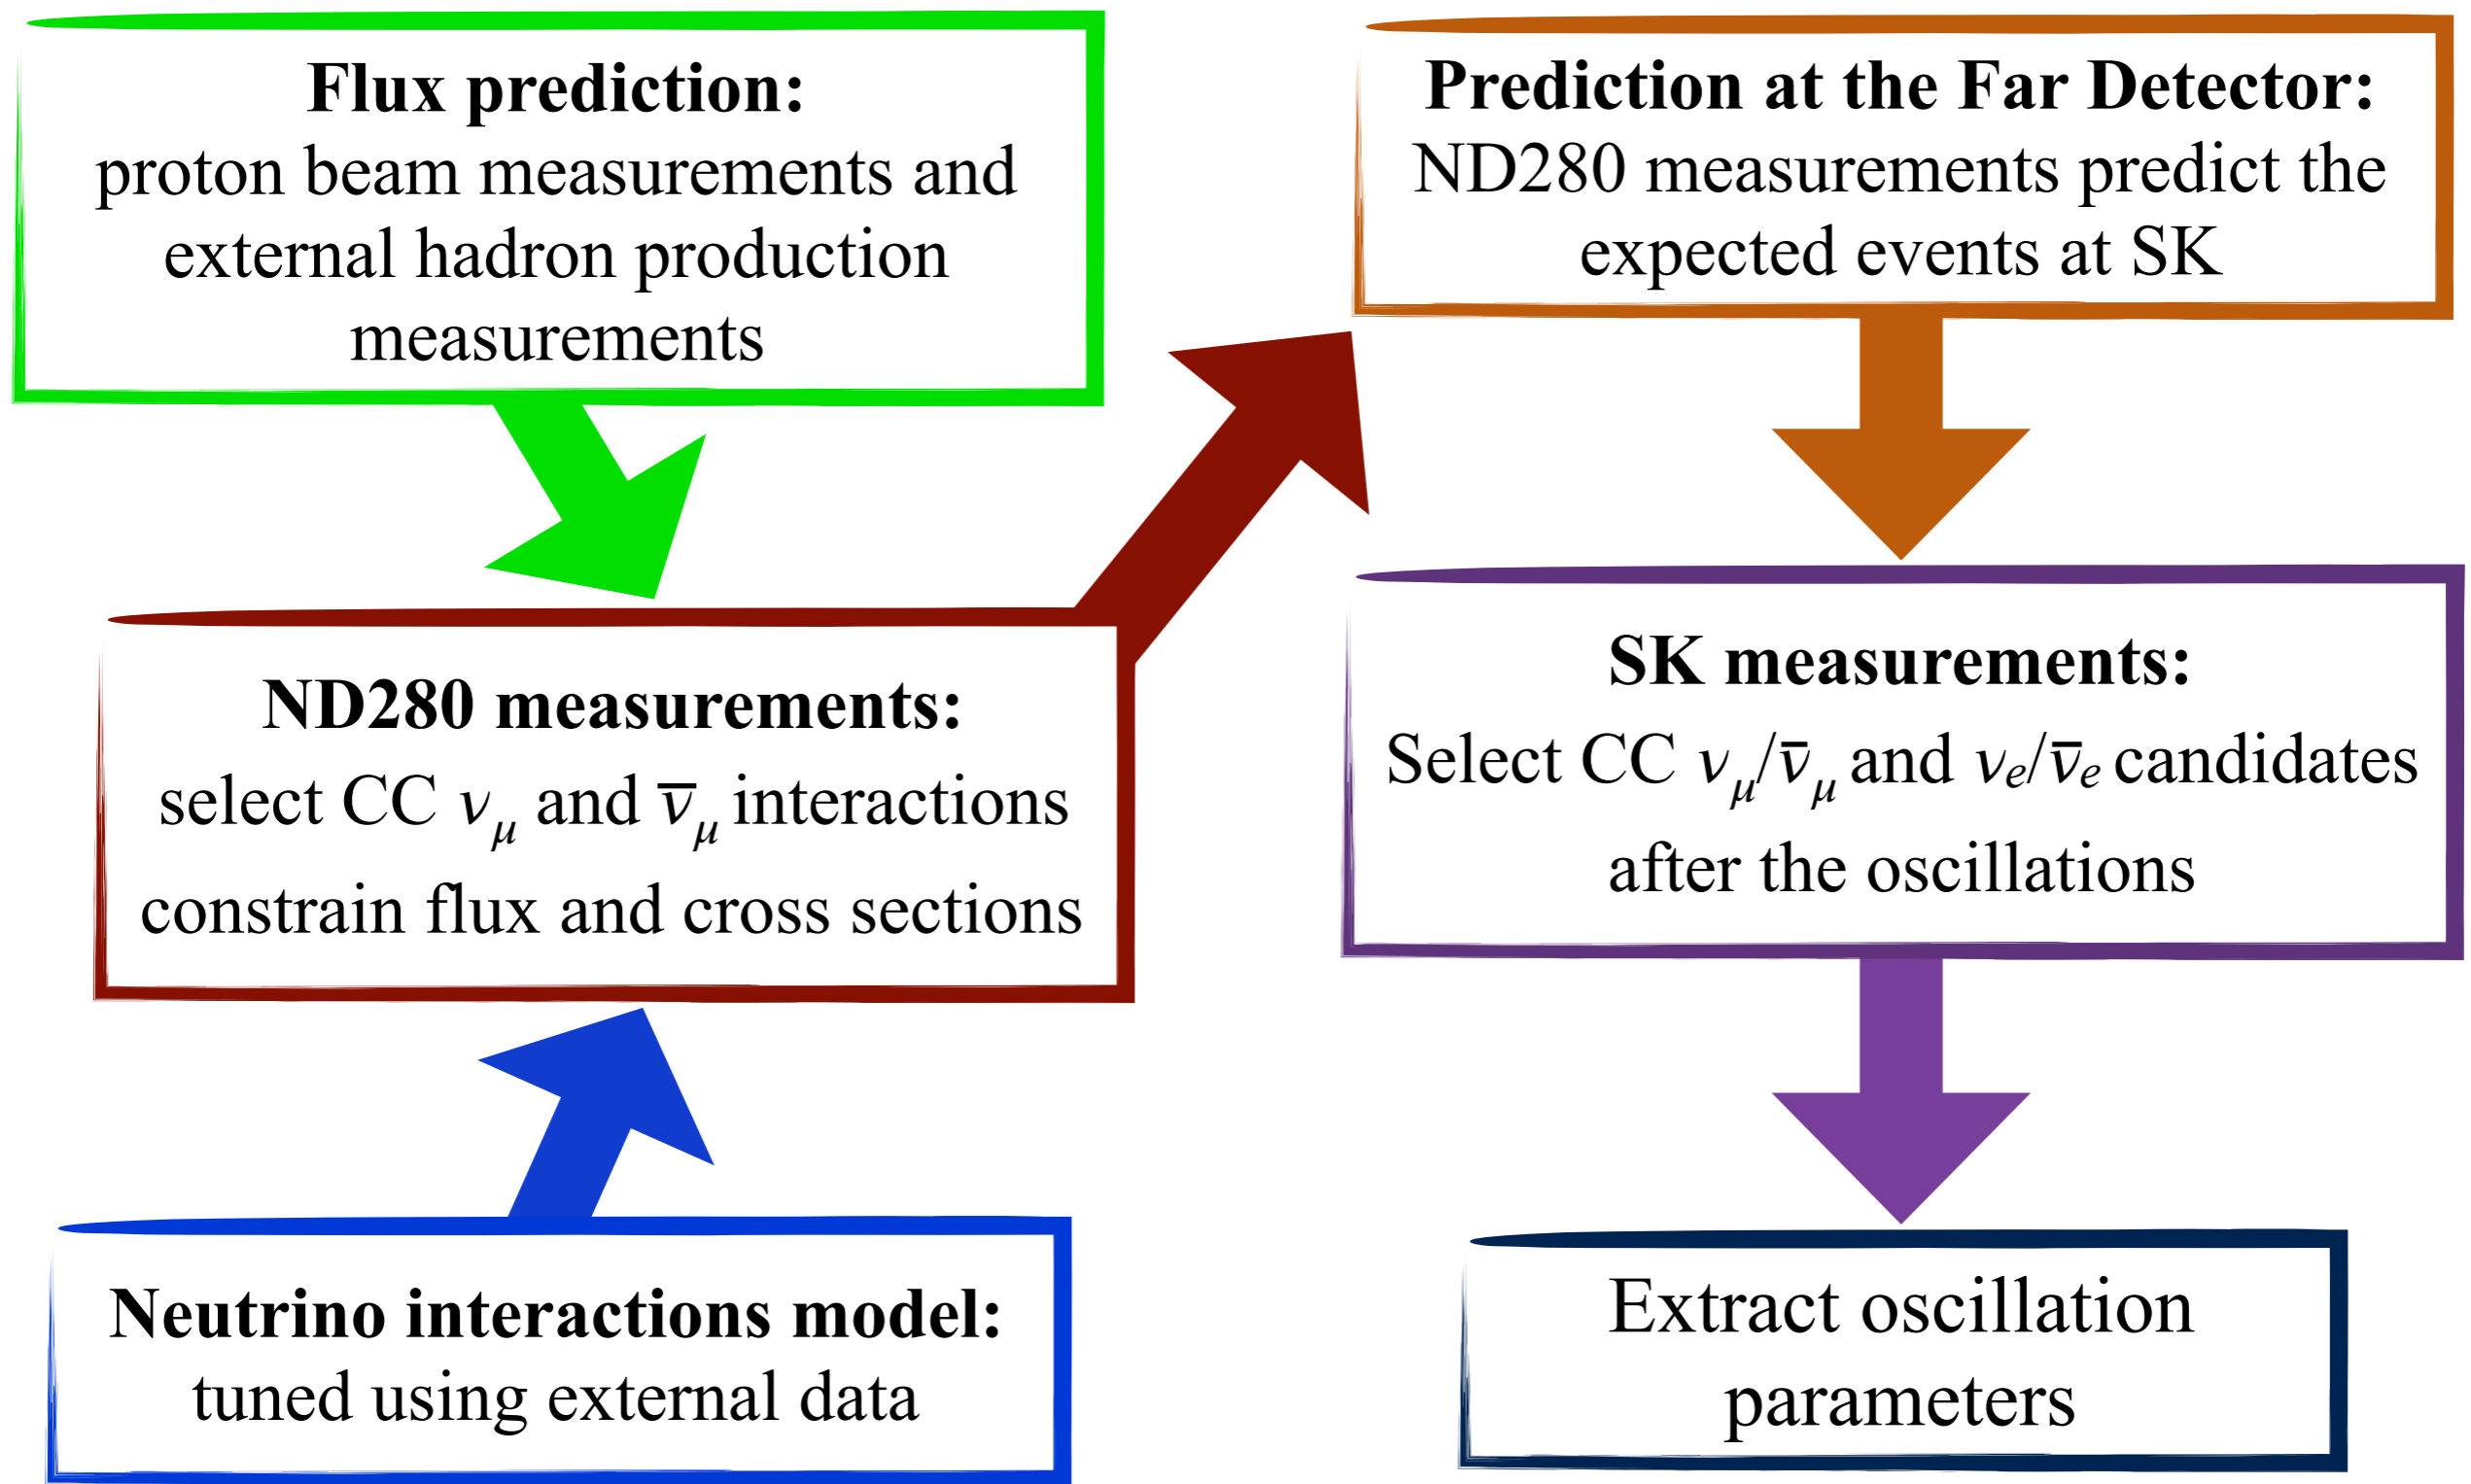 Flux prediction:
proton beam measurements and
external hadron production
measurements
ND280 measurements:
select CC νμ and ν̅μ interactions
constrain flux and cross sections
Neutrino interactions model:
tuned using external data
Prediction at the Far Detector:
ND280 measurements predict the
expected events at SK
SK measurements:
Select CC νμ/ν̅μ and νe/ν̅e candidates
after the oscillations
Extract oscillation
parameters